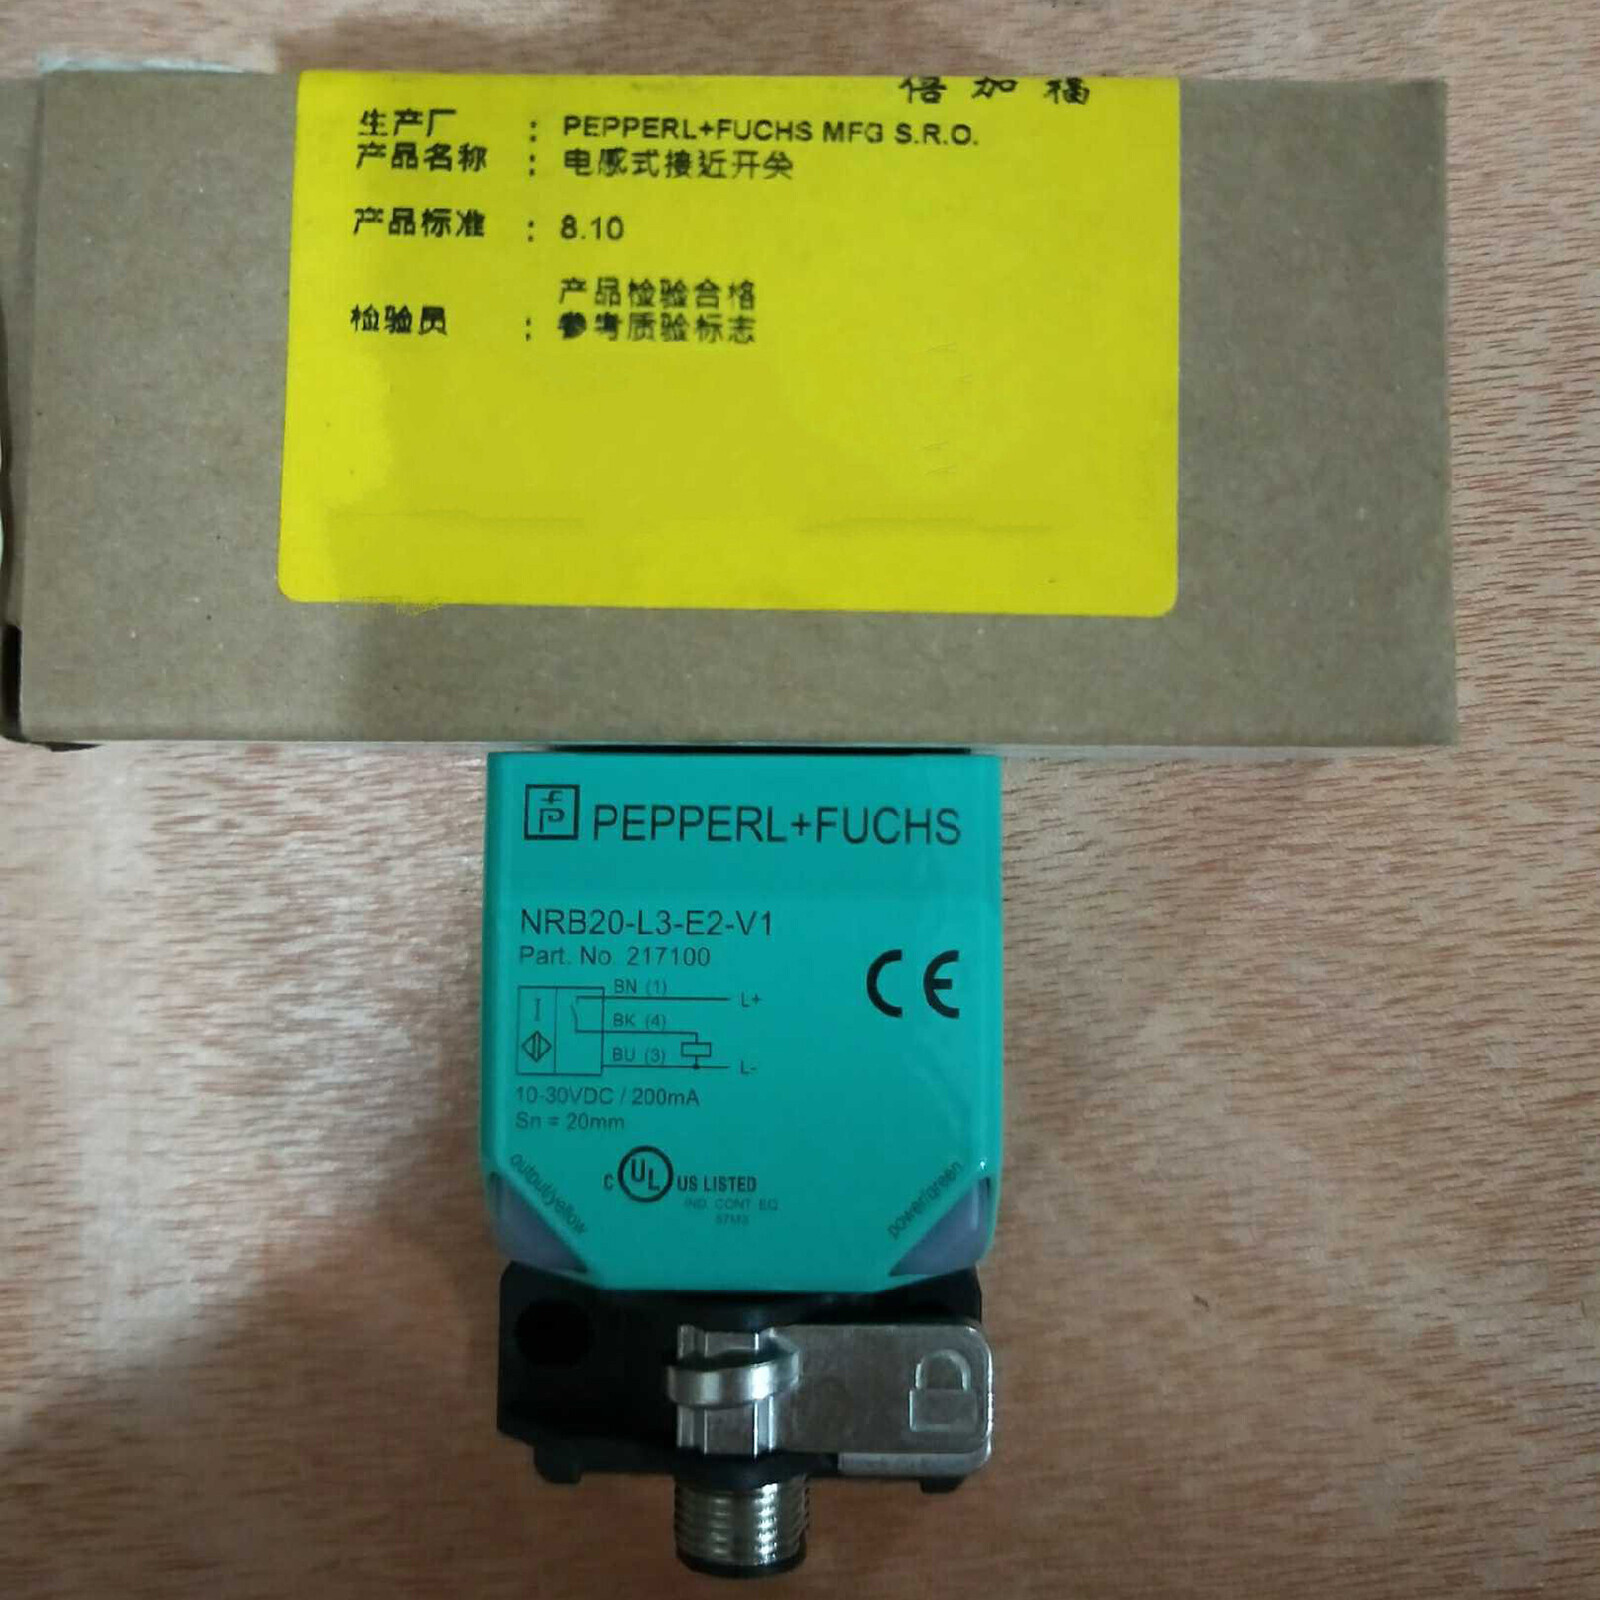 倍加福
生产厂 : PEPPERL+FUCHS MFG S.R.O.
产品名称 : 电感式接近开关
产品标准 : 8.10
产品检验合格
检验员 : 参考质验标志
PEPPERL+FUCHS
NRB20-L3-E2-V1
Part. No. 217100
CE
BN (1) L+
I
BK (4)
BU (3) L-
10-30VDC / 200mA
Sn = 20mm
output/yellow
C UL US LISTED
IND. CONT. EQ.
power/green